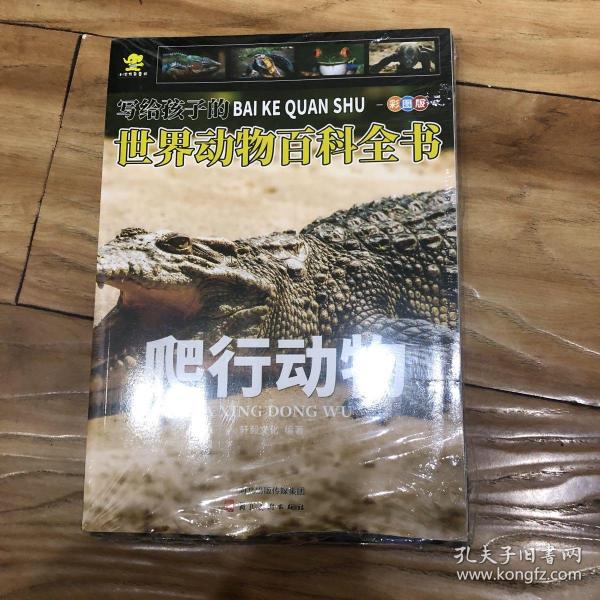 写给孩子的 BAI KE QUAN SHU
彩图版
世界动物百科全书
爬行动物
XING DONG WU
轩毅文化 编著
孔夫子旧书网
www.kongfz.com